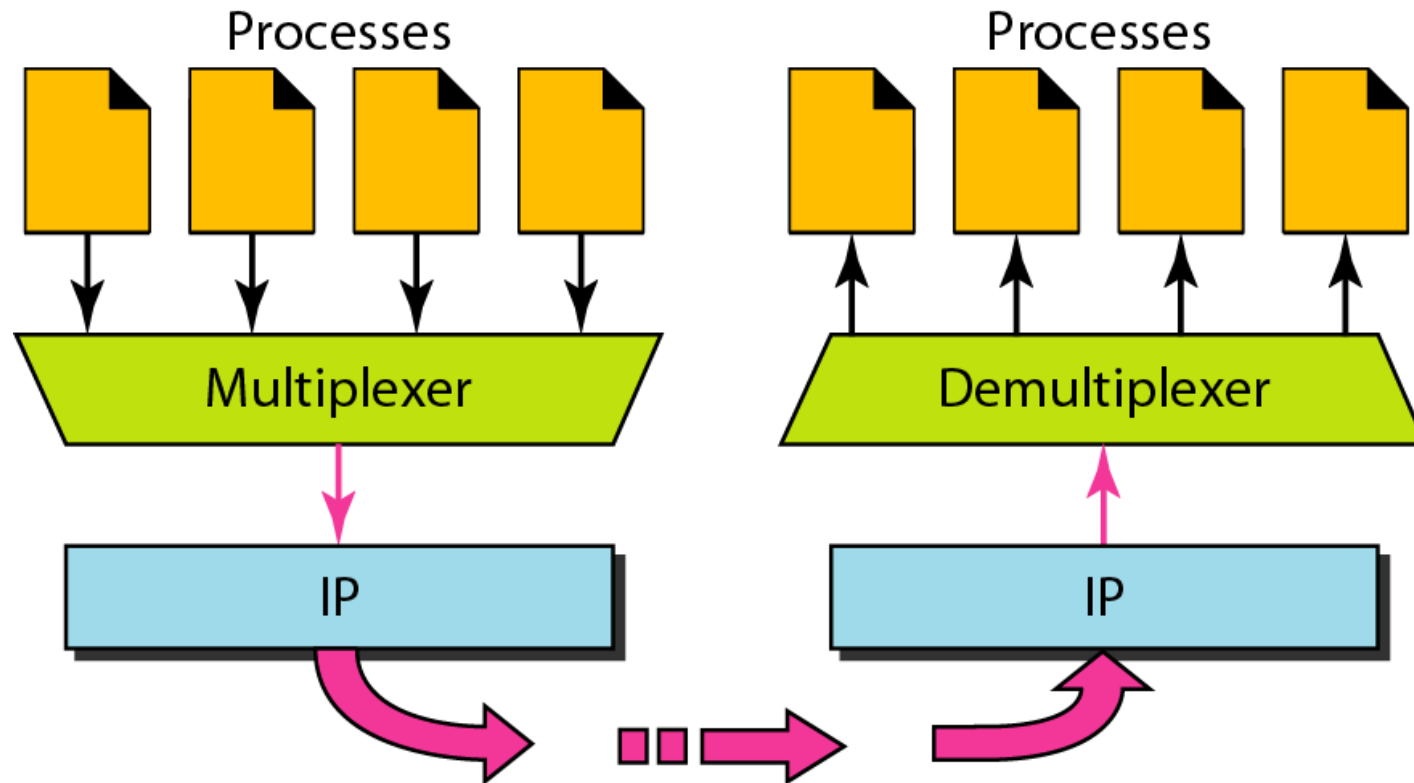 Processes
Processes
Multiplexer
Demultiplexer
IP
IP